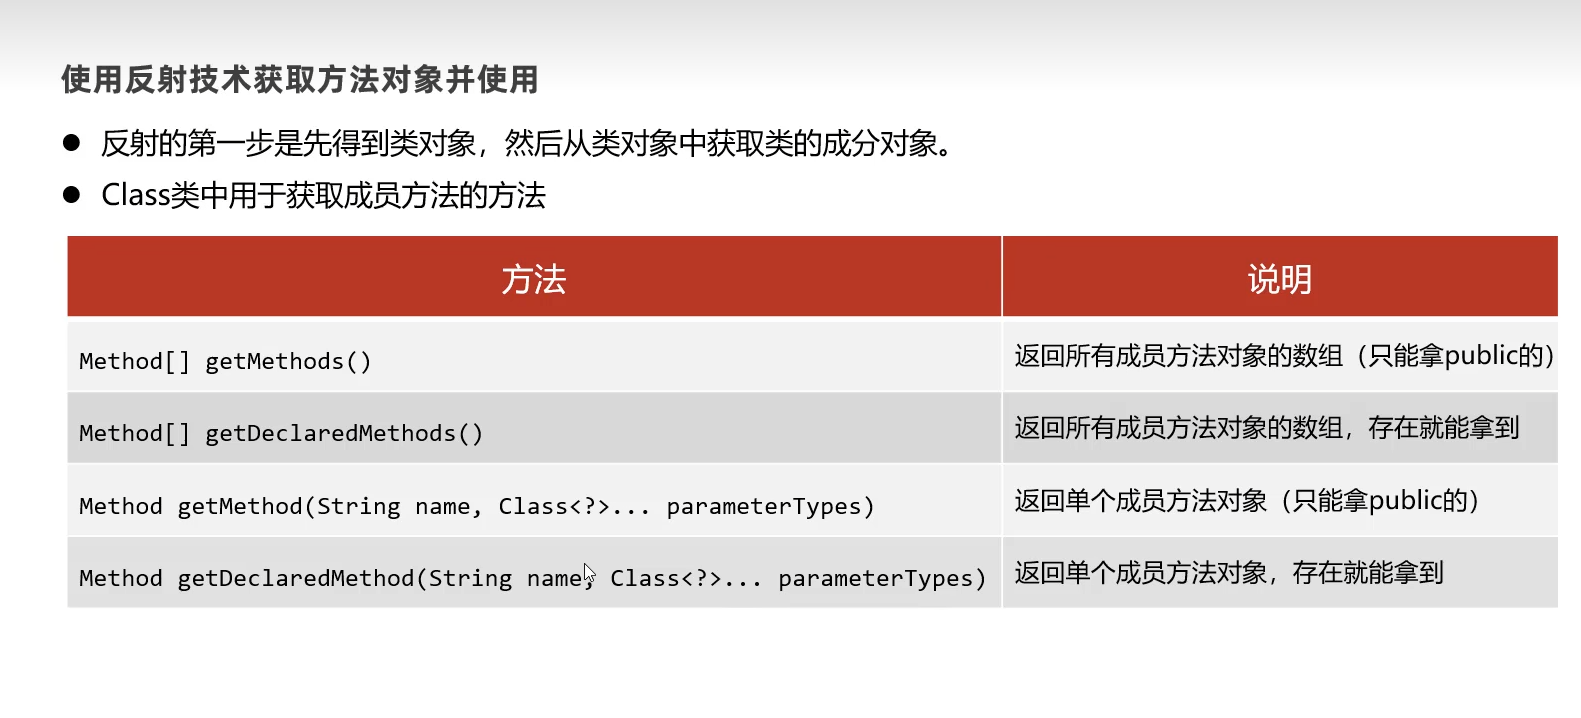 使用反射技术获取方法对象并使用
● 反射的第一步是先得到类对象，然后从类对象中获取类的成分对象。
● Class类中用于获取成员方法的方法
方法 说明
Method[] getMethods() 返回所有成员方法对象的数组（只能拿public的）
Method[] getDeclaredMethods() 返回所有成员方法对象的数组，存在就能拿到
Method getMethod(String name, Class<?>... parameterTypes) 返回单个成员方法对象（只能拿public的）
Method getDeclaredMethod(String name, Class<?>... parameterTypes) 返回单个成员方法对象，存在就能拿到